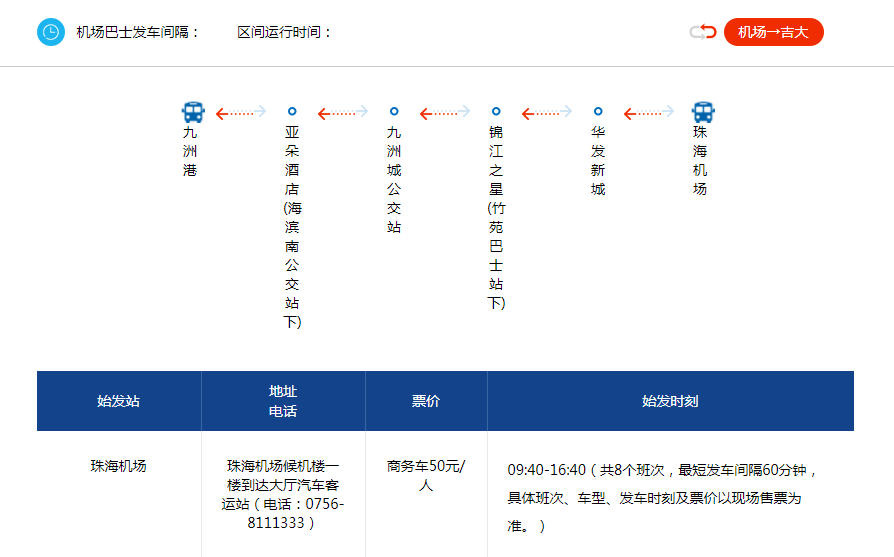 机场巴士发车间隔： 区间运行时间：
机场→吉大
九洲港
亚朵酒店(海滨南公交站下)
九洲城公交站
锦江之星(竹苑巴士站下)
华发新城
珠海机场
始发站
地址
电话
票价
始发时刻
珠海机场
珠海机场候机楼一
楼到达大厅汽车客
运站（电话：0756-
8111333）
商务车50元/
人
09:40-16:40（共8个班次，最短发车间隔60分钟，
具体班次、车型、发车时刻及票价以现场售票为
准。）